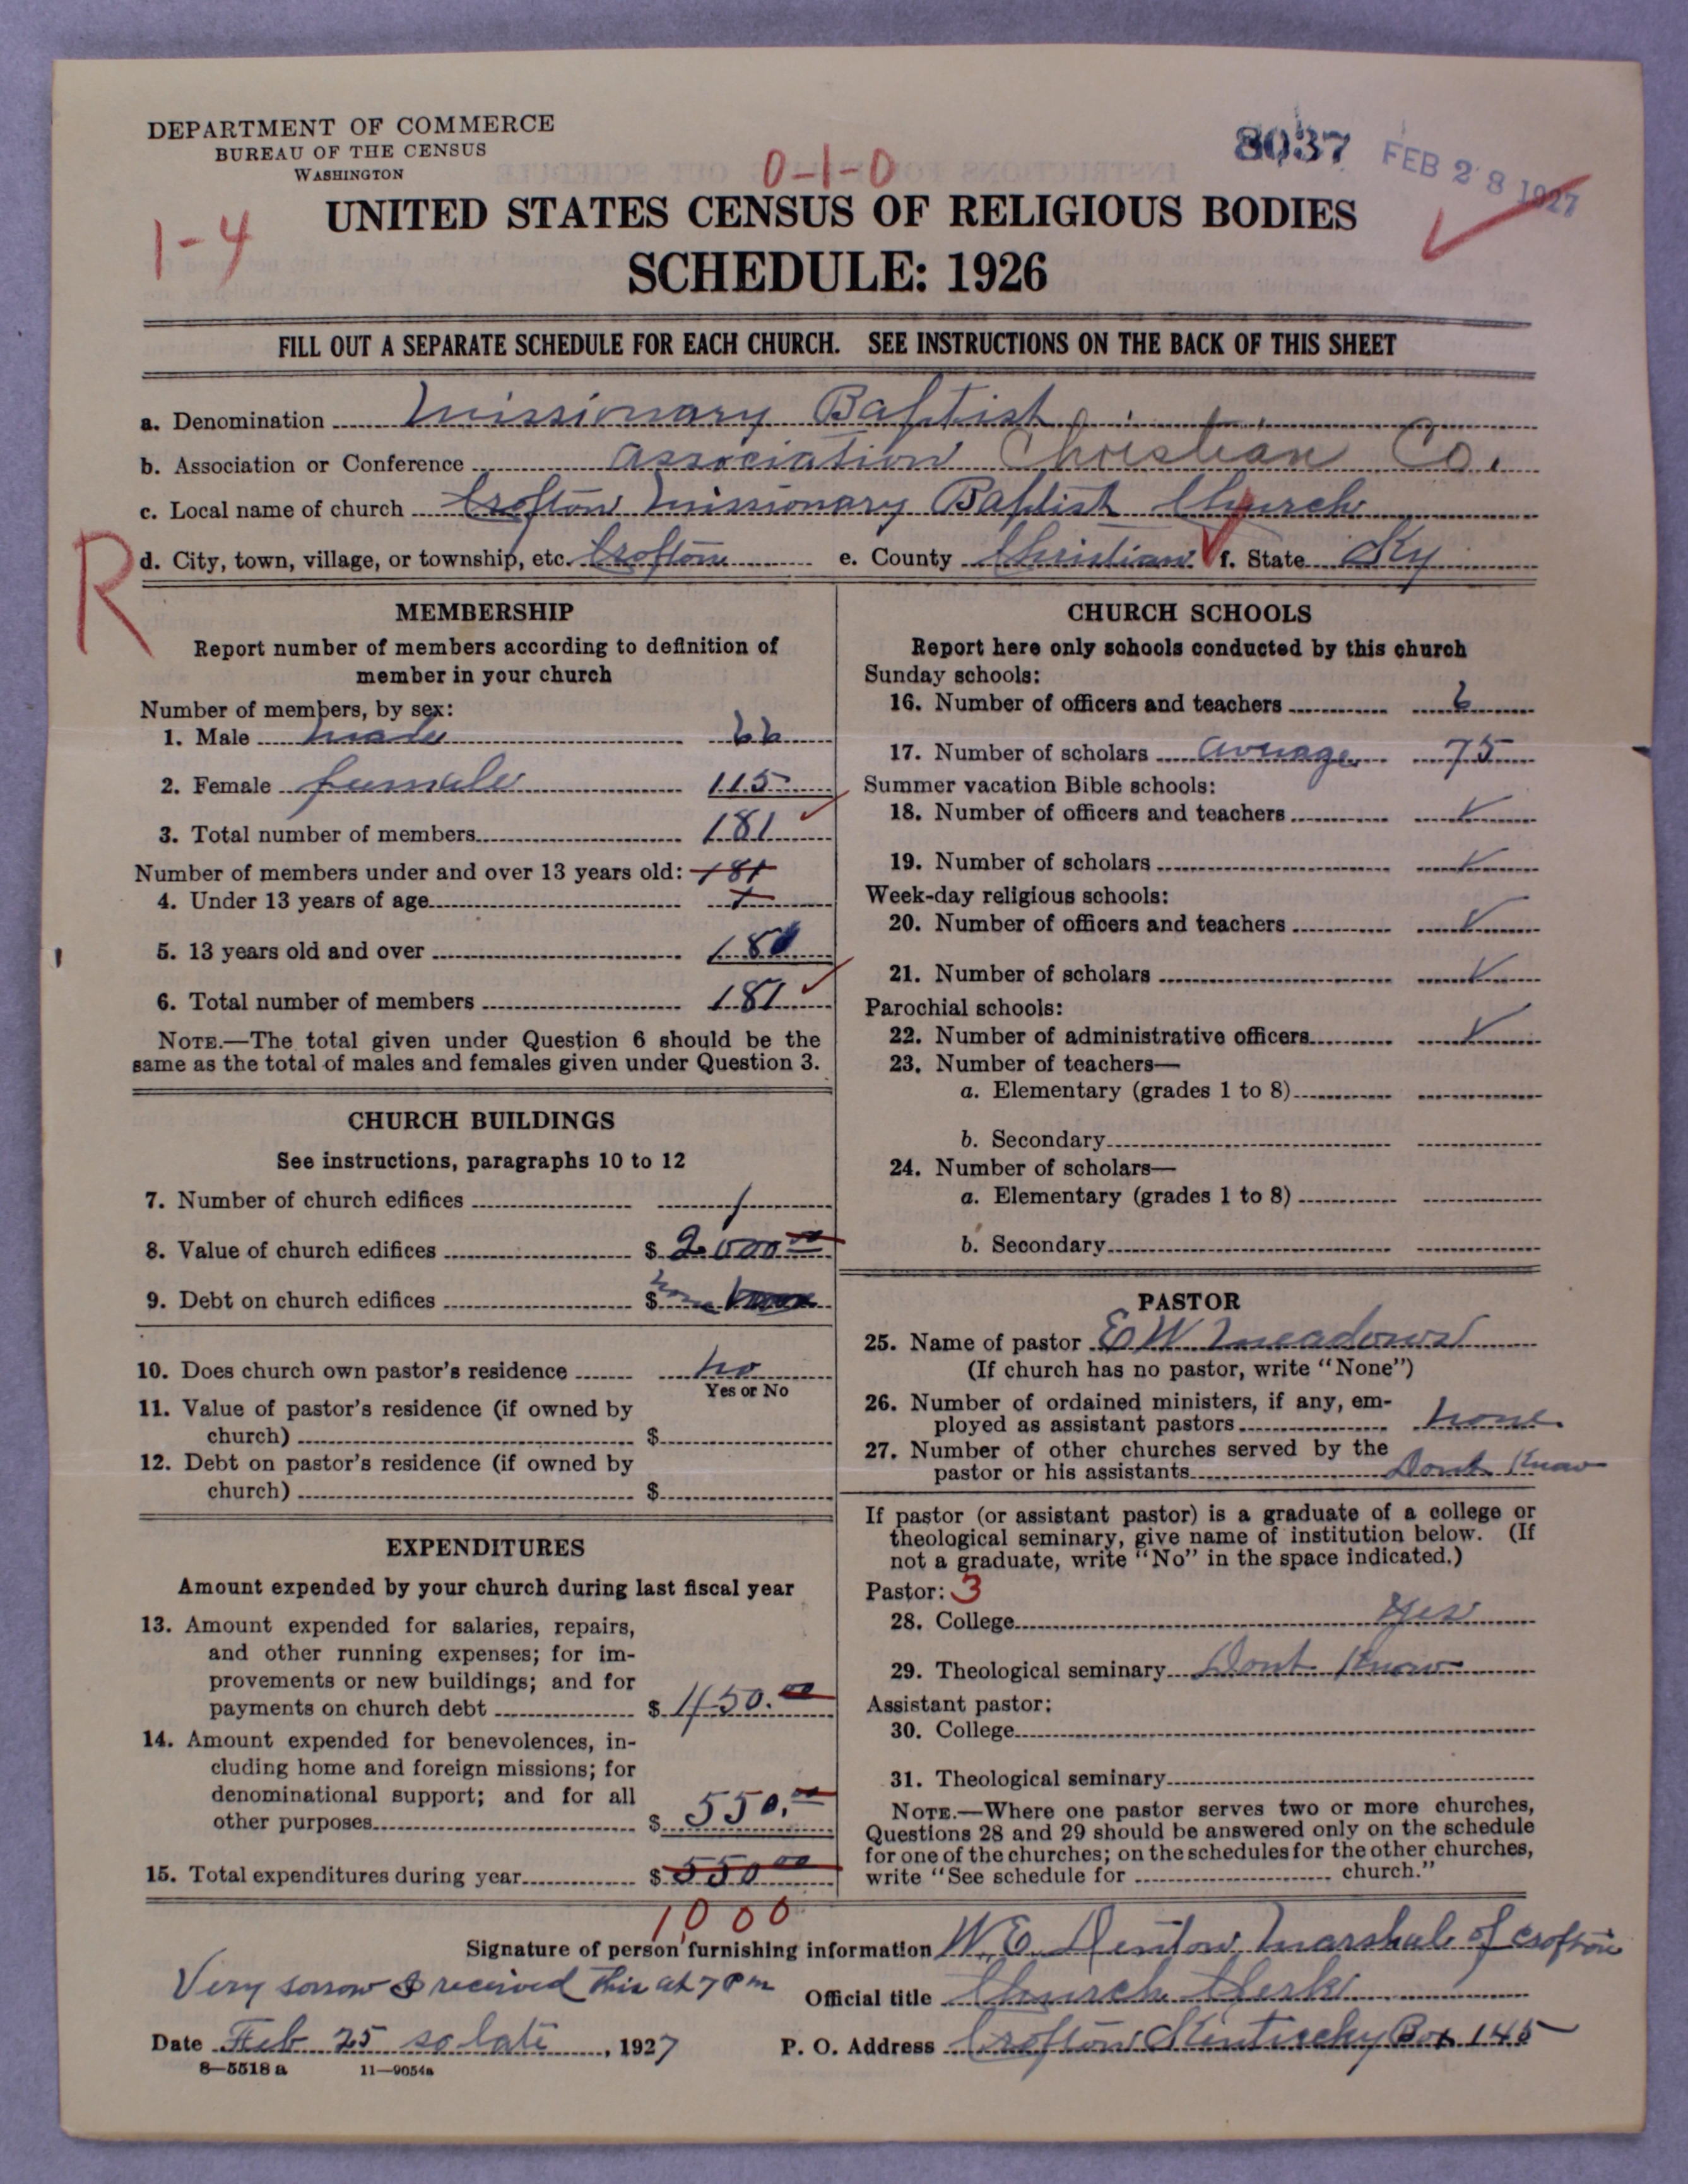 DEPARTMENT OF COMMERCE
BUREAU OF THE CENSUS
WASHINGTON
8037
FEB 28 1927
0-1-0
1-4
UNITED STATES CENSUS OF RELIGIOUS BODIES
SCHEDULE: 1926
FILL OUT A SEPARATE SCHEDULE FOR EACH CHURCH. SEE INSTRUCTIONS ON THE BACK OF THIS SHEET
a. Denomination Missionary Baptist
b. Association or Conference association Christian Co.
c. Local name of church Crofton Missionary Baptist Church
R
d. City, town, village, or township, etc. Crofton e. County Christian f. State Ky
MEMBERSHIP
Report number of members according to definition of
member in your church
Number of members, by sex:
1. Male male 66
2. Female female 115
3. Total number of members 181
Number of members under and over 13 years old: 181
4. Under 13 years of age 1
5. 13 years old and over 180
6. Total number of members 181
NOTE.—The total given under Question 6 should be the
same as the total of males and females given under Question 3.
CHURCH BUILDINGS
See instructions, paragraphs 10 to 12
7. Number of church edifices 1
8. Value of church edifices $ 2000.00
9. Debt on church edifices $ none
10. Does church own pastor's residence no
Yes or No
11. Value of pastor's residence (if owned by
church) $
12. Debt on pastor's residence (if owned by
church) $
EXPENDITURES
Amount expended by your church during last fiscal year
13. Amount expended for salaries, repairs,
and other running expenses; for im-
provements or new buildings; and for
payments on church debt $ 450.00
14. Amount expended for benevolences, in-
cluding home and foreign missions; for
denominational support; and for all
other purposes $ 550.00
15. Total expenditures during year $ 550 00
1000
CHURCH SCHOOLS
Report here only schools conducted by this church
Sunday schools:
16. Number of officers and teachers 6
17. Number of scholars average 75
Summer vacation Bible schools:
18. Number of officers and teachers
19. Number of scholars
Week-day religious schools:
20. Number of officers and teachers
21. Number of scholars
Parochial schools:
22. Number of administrative officers
23. Number of teachers—
a. Elementary (grades 1 to 8)
b. Secondary
24. Number of scholars—
a. Elementary (grades 1 to 8)
b. Secondary
PASTOR
25. Name of pastor E W Meadows
(If church has no pastor, write "None")
26. Number of ordained ministers, if any, em-
ployed as assistant pastors none
27. Number of other churches served by the
pastor or his assistants Dont Know
If pastor (or assistant pastor) is a graduate of a college or
theological seminary, give name of institution below. (If
not a graduate, write "No" in the space indicated.)
Pastor: 3
28. College yes
29. Theological seminary Dont Know
Assistant pastor:
30. College
31. Theological seminary
NOTE.—Where one pastor serves two or more churches,
Questions 28 and 29 should be answered only on the schedule
for one of the churches; on the schedules for the other churches,
write "See schedule for church."
Signature of person furnishing information W. E. Denton Marshal of Crofton
Very sorrow I received this at 7 Pm
Official title Church Clerk
Date Feb 25 so late, 1927 P. O. Address Crofton Kentucky Box 145
8—5518 a 11—9054a